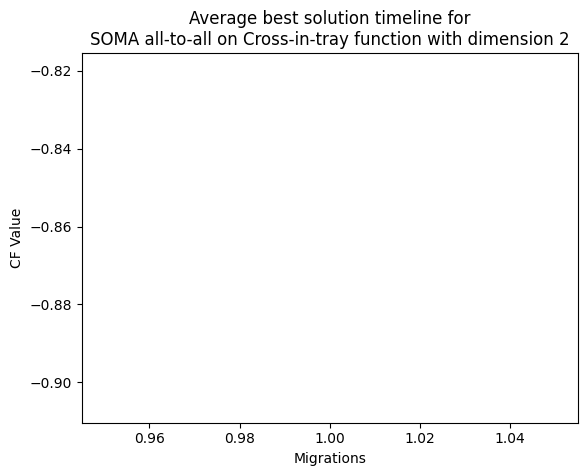 Average best solution timeline for
SOMA all-to-all on Cross-in-tray function with dimension 2
−0.82
−0.84
−0.86
−0.88
−0.90
CF Value
0.96 0.98 1.00 1.02 1.04
Migrations